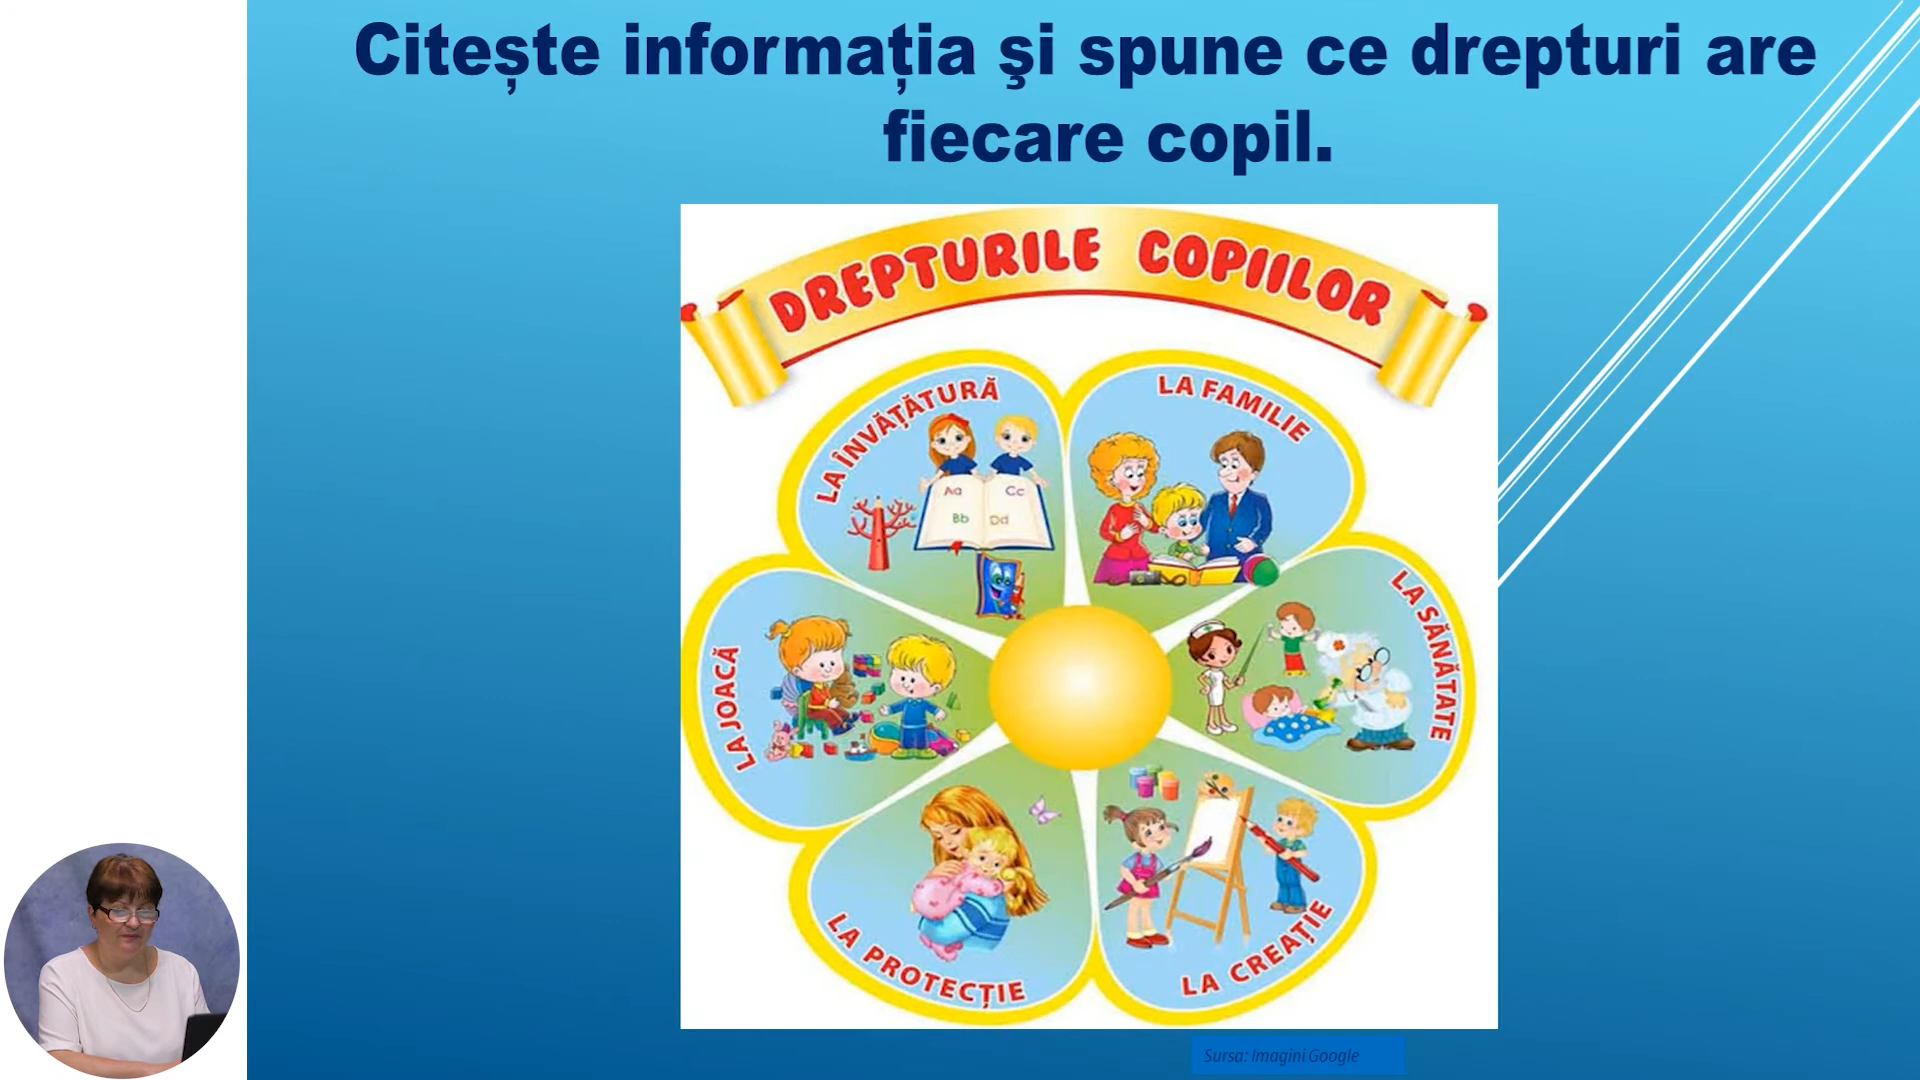 Citește informația şi spune ce drepturi are
fiecare copil.
DREPTURILE COPIILOR
LA ÎNVĂȚĂTURĂ
LA FAMILIE
Aa Cc
Bb Dd
LA SĂNĂTATE
LA JOACĂ
LA PROTECȚIE
LA CREAȚIE
Sursa: Imagini Google